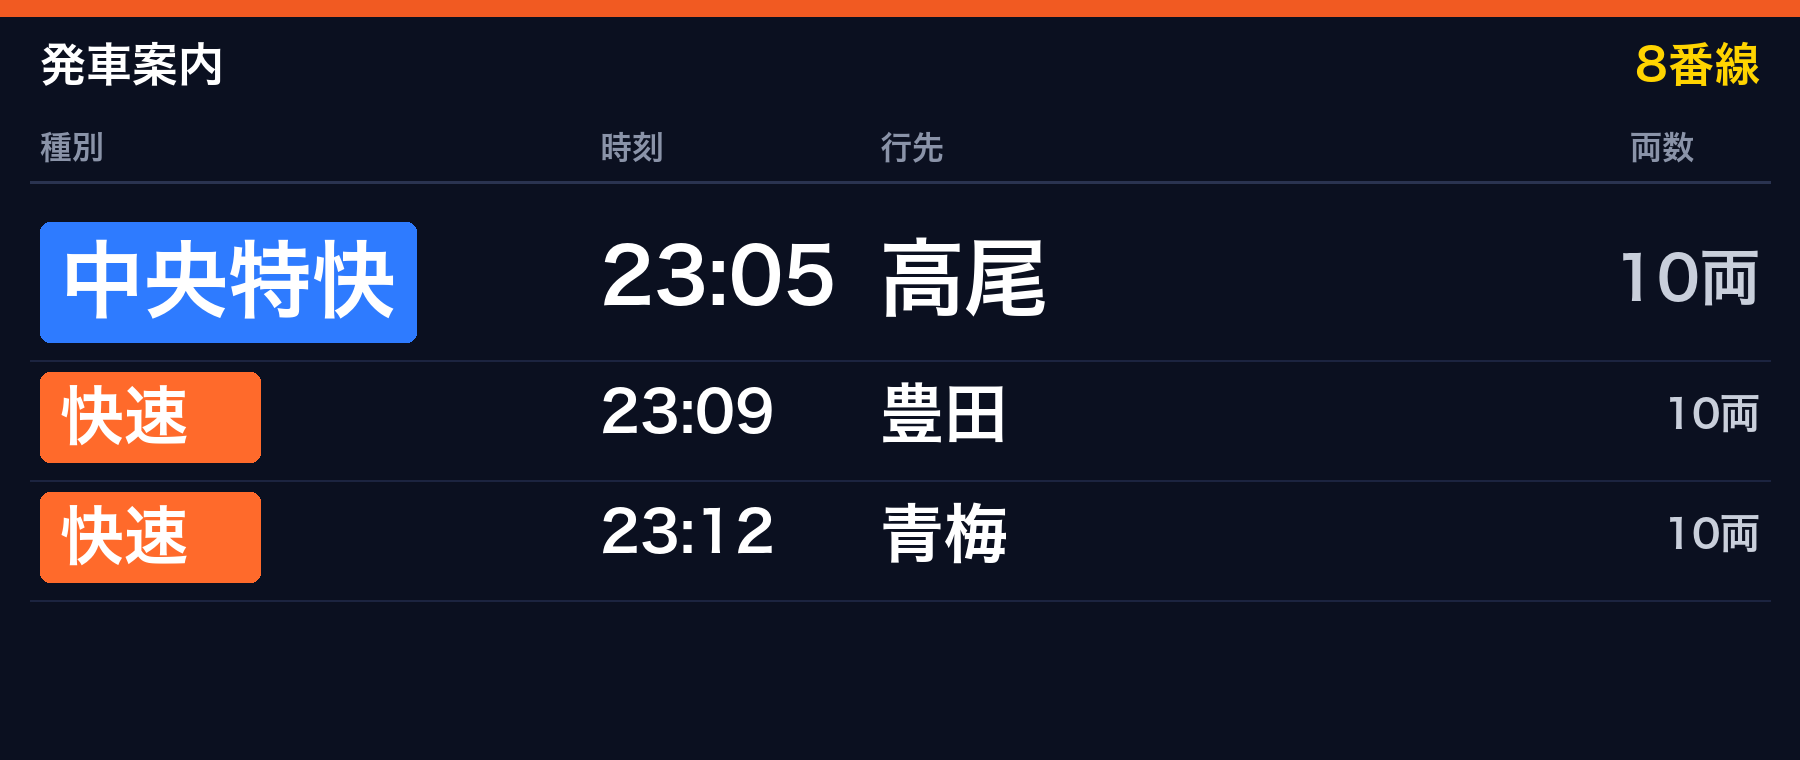 発車案内 8番線
種別 時刻 行先 両数
中央特快 23:05 高尾 10両
快速 23:09 豊田 10両
快速 23:12 青梅 10両